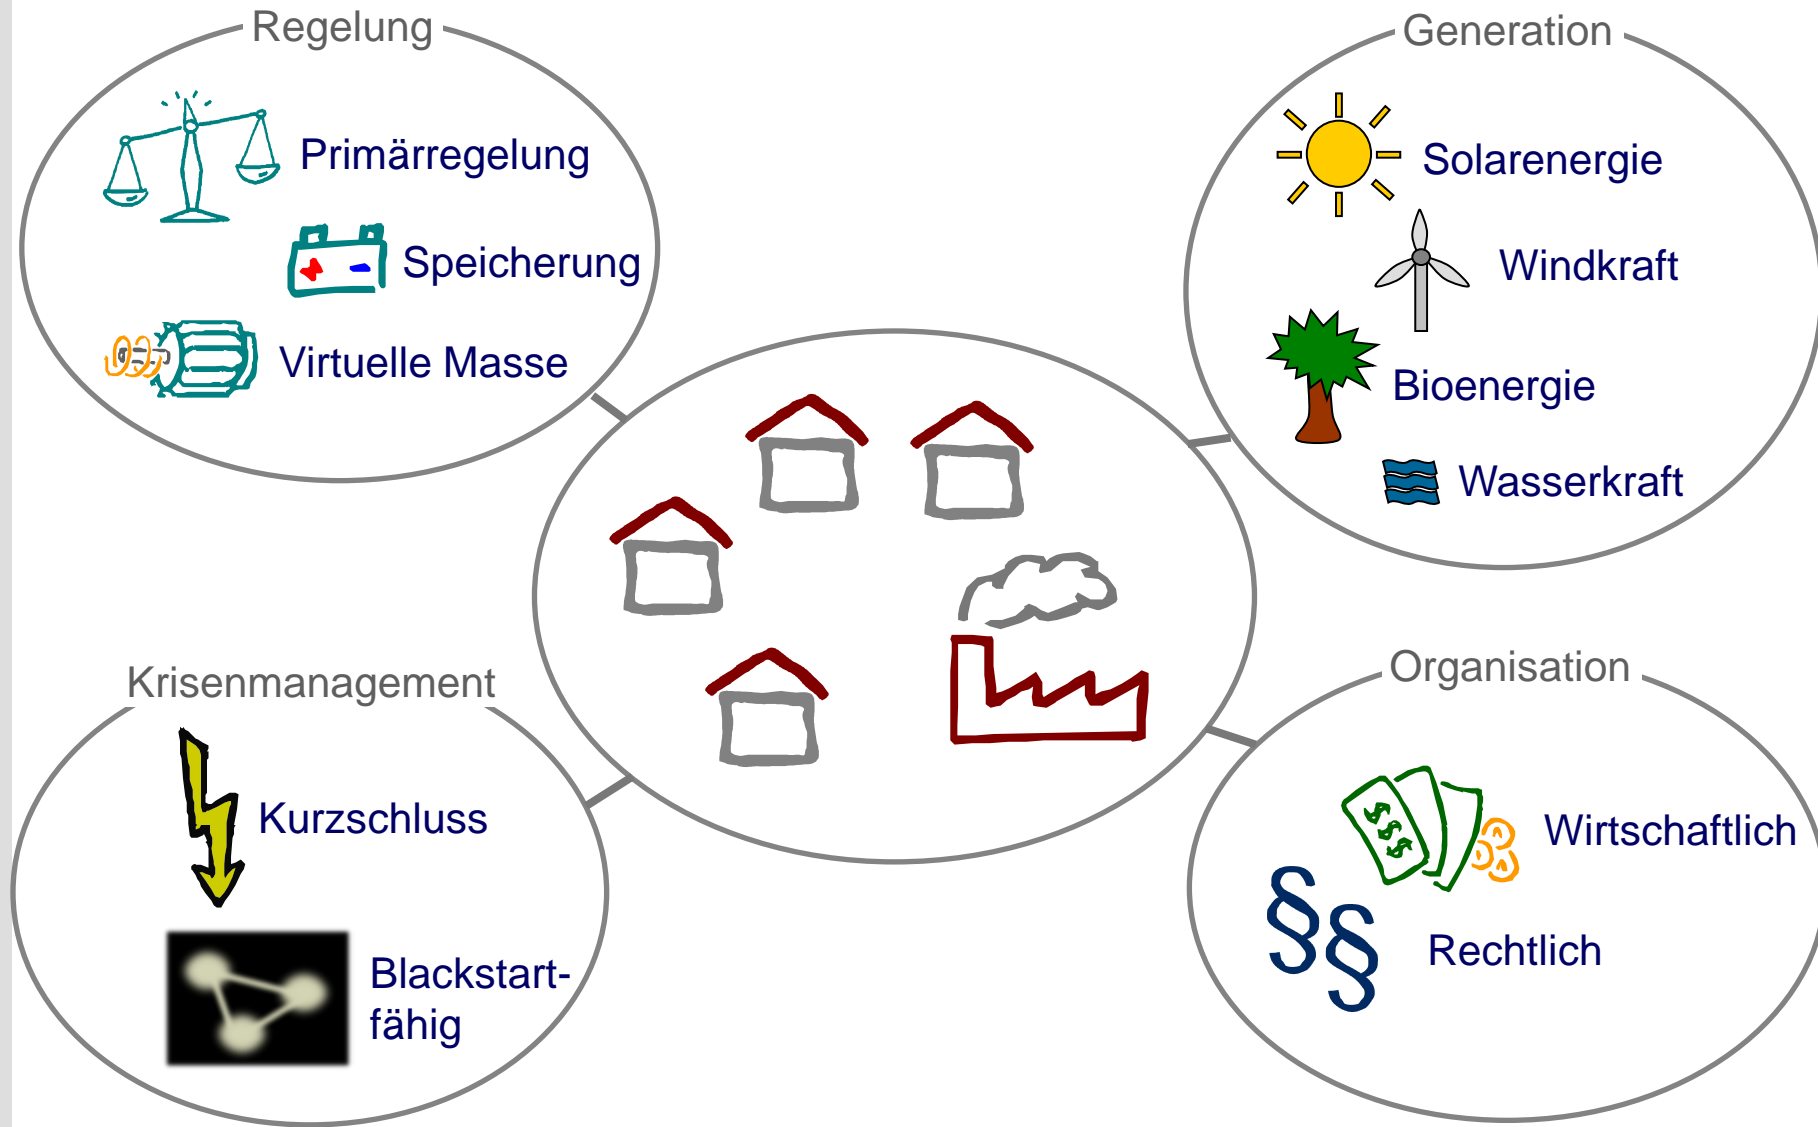 Regelung
Primärregelung
Speicherung
Virtuelle Masse
Generation
Solarenergie
Windkraft
Bioenergie
Wasserkraft
Krisenmanagement
Kurzschluss
Blackstart-
fähig
Organisation
$$$
Wirtschaftlich
§§
Rechtlich